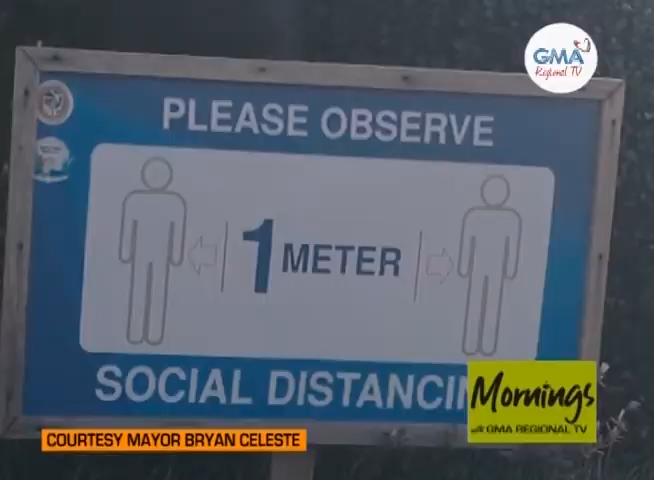 GMA
Regional TV
PLEASE OBSERVE
1 METER
SOCIAL DISTANCIN
Mornings
with GMA REGIONAL TV
COURTESY MAYOR BRYAN CELESTE